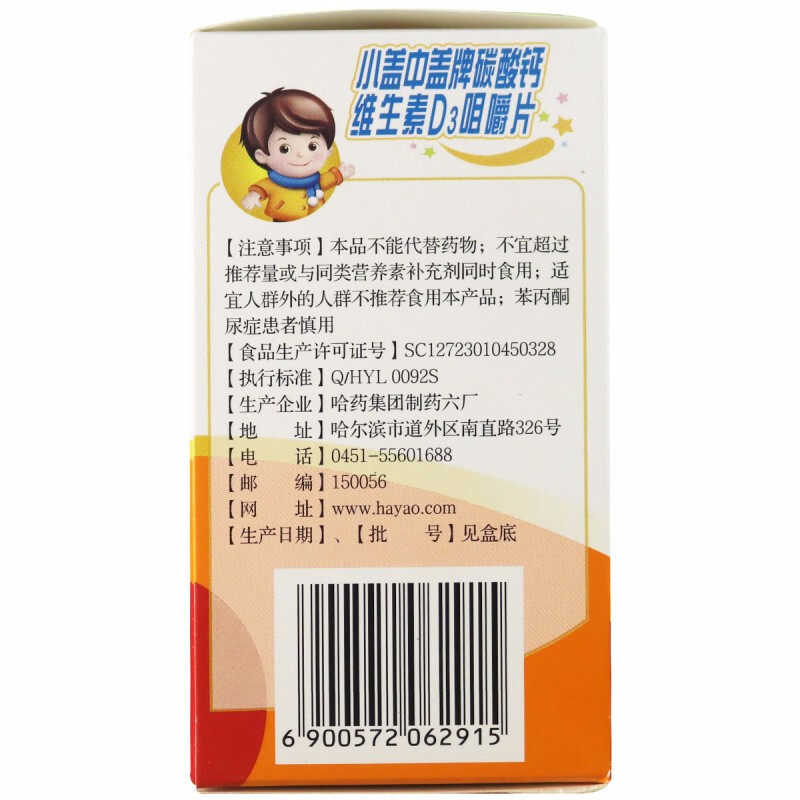 小盖中盖牌碳酸钙
维生素D₃咀嚼片
【注意事项】本品不能代替药物；不宜超过
推荐量或与同类营养素补充剂同时食用；适
宜人群外的人群不推荐食用本产品；苯丙酮
尿症患者慎用
【食品生产许可证号】SC12723010450328
【执行标准】Q/HYL 0092S
【生产企业】哈药集团制药六厂
【地　　址】哈尔滨市道外区南直路326号
【电　　话】0451-55601688
【邮　　编】150056
【网　　址】www.hayao.com
【生产日期】、【批　　号】见盒底
6 900572 062915